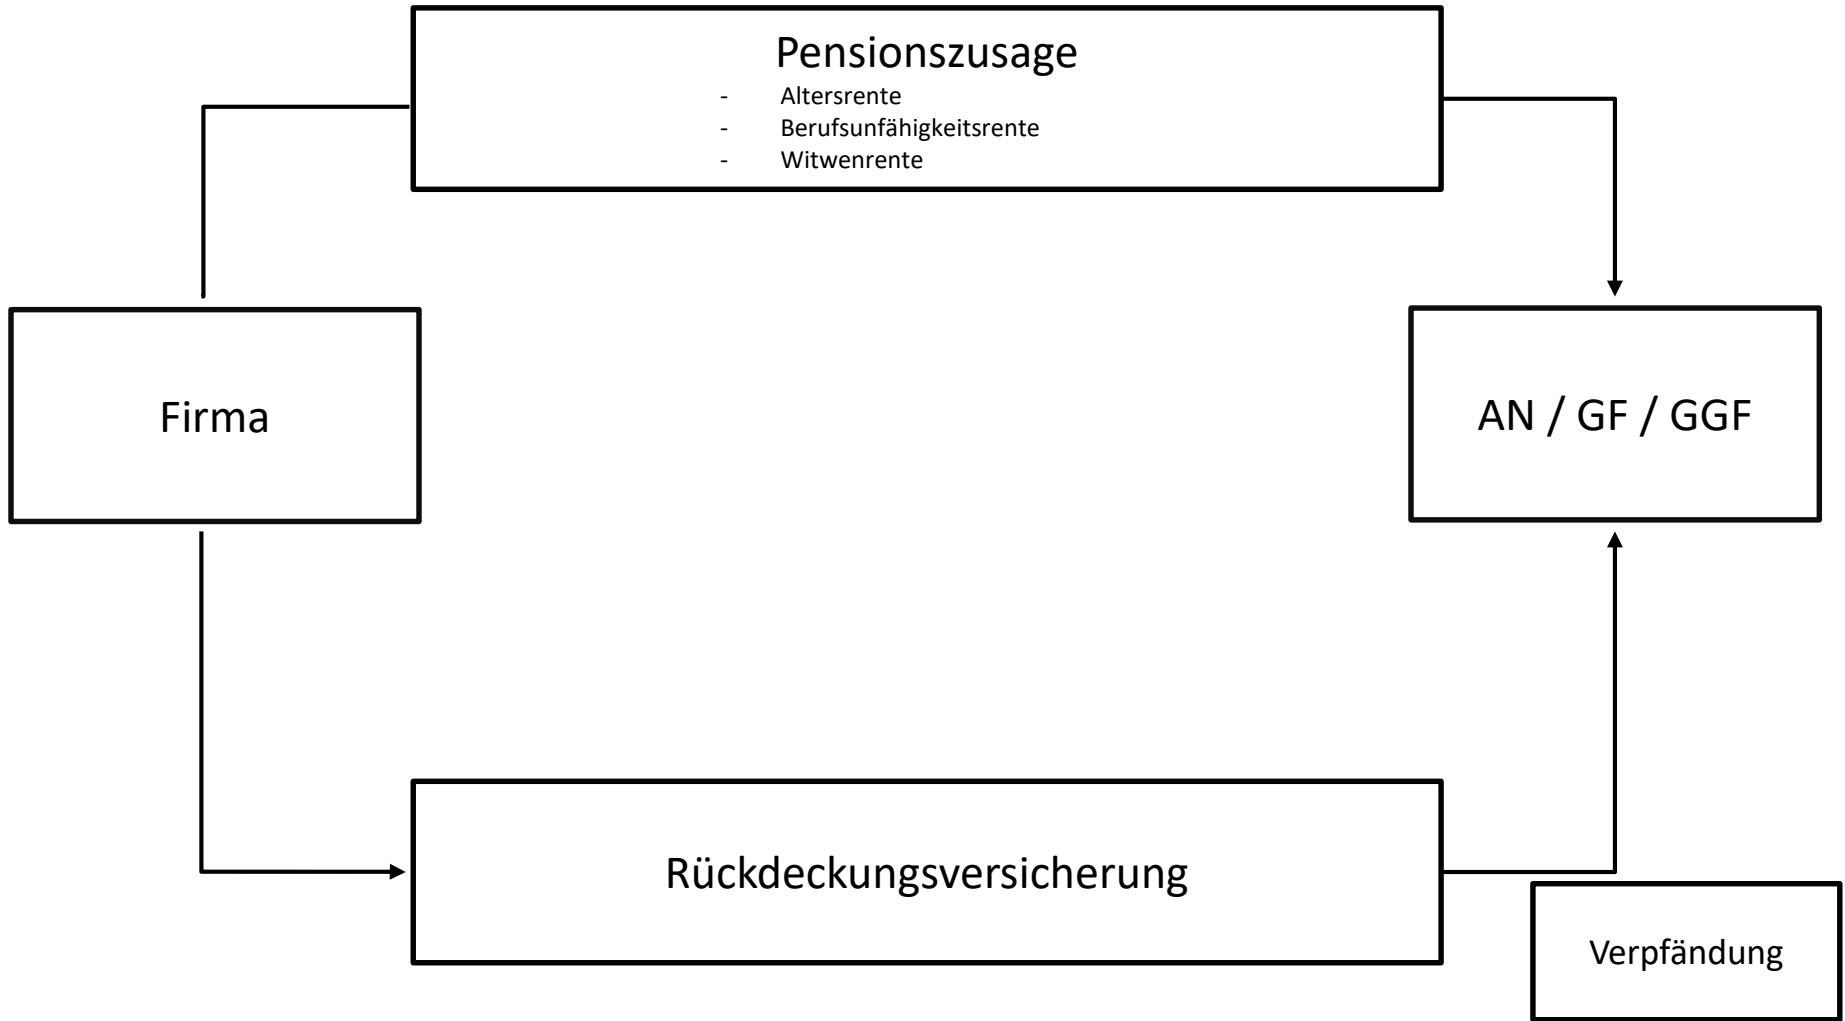 Pensionszusage
- Altersrente
- Berufsunfähigkeitsrente
- Witwenrente
Firma
AN / GF / GGF
Rückdeckungsversicherung
Verpfändung